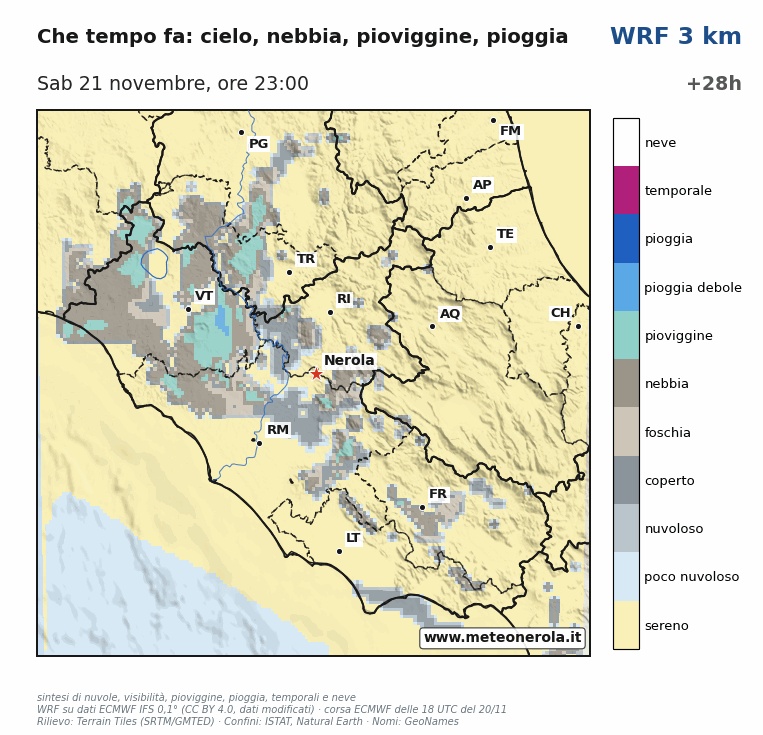 Che tempo fa: cielo, nebbia, pioviggine, pioggia
WRF 3 km
Sab 21 novembre, ore 23:00
+28h
FM
PG
AP
TE
TR
VT
RI
AQ
CH
Nerola
RM
FR
LT
www.meteonerola.it
neve
temporale
pioggia
pioggia debole
pioviggine
nebbia
foschia
coperto
nuvoloso
poco nuvoloso
sereno
sintesi di nuvole, visibilità, pioviggine, pioggia, temporali e neve
WRF su dati ECMWF IFS 0,1° (CC BY 4.0, dati modificati) · corsa ECMWF delle 18 UTC del 20/11
Rilievo: Terrain Tiles (SRTM/GMTED) · Confini: ISTAT, Natural Earth · Nomi: GeoNames